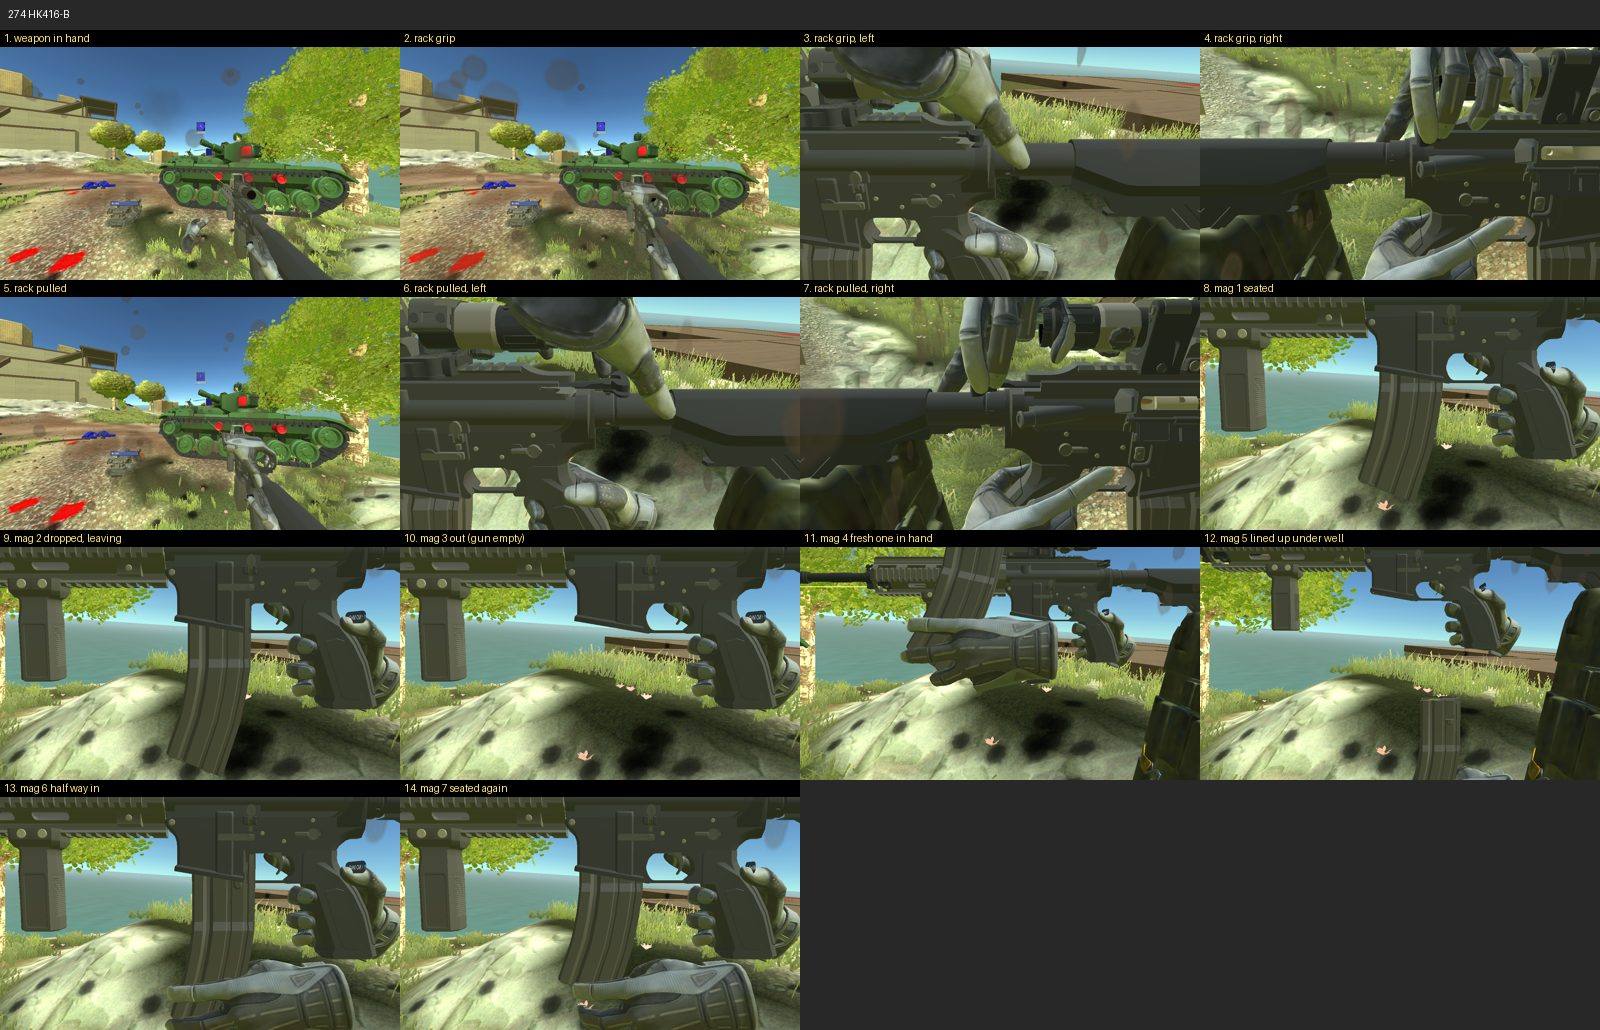 274 HK416-B
1. weapon in hand
2. rack grip
3. rack grip, left
4. rack grip, right
5. rack pulled
6. rack pulled, left
7. rack pulled, right
8. mag 1 seated
9. mag 2 dropped, leaving
10. mag 3 out (gun empty)
11. mag 4 fresh one in hand
12. mag 5 lined up under well
13. mag 6 half way in
14. mag 7 seated again